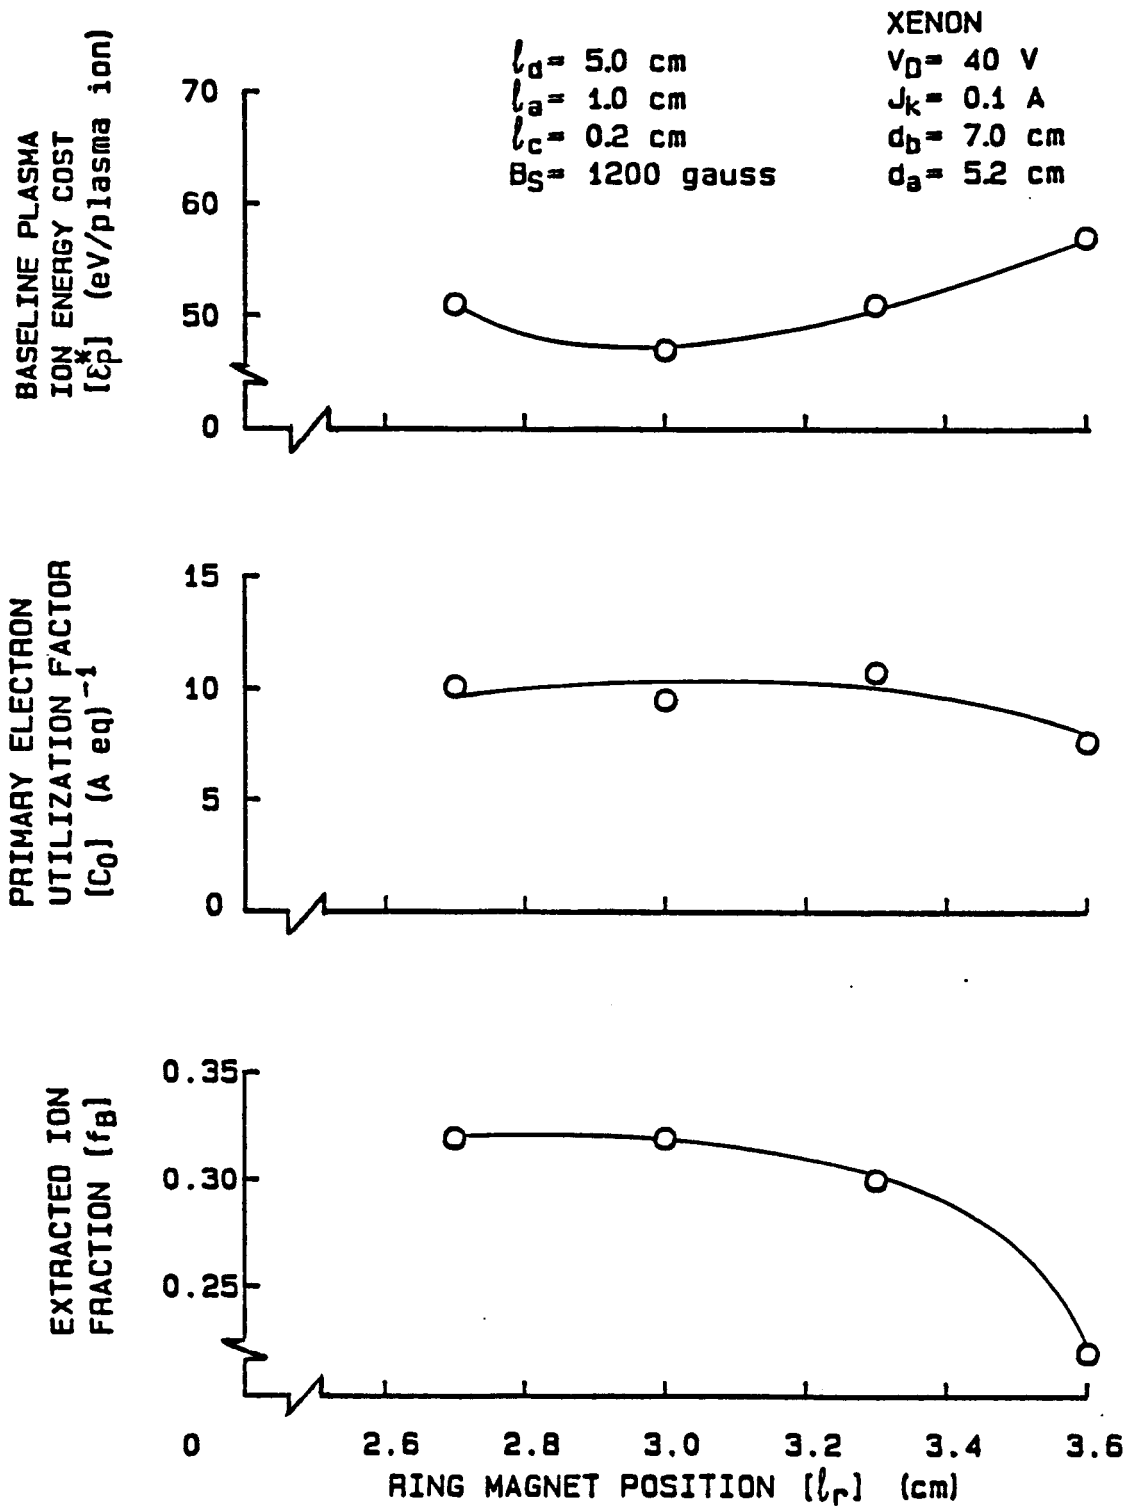 XENON
ℓd= 5.0 cm
ℓa= 1.0 cm
ℓc= 0.2 cm
BS= 1200 gauss
VD= 40 V
Jk= 0.1 A
db= 7.0 cm
da= 5.2 cm
BASELINE PLASMA
ION ENERGY COST
[ε*P] (eV/plasma ion)
70
60
50
0
PRIMARY ELECTRON
UTILIZATION FACTOR
[C0] (A eq)⁻¹
15
10
5
0
EXTRACTED ION
FRACTION [fB]
0.35
0.30
0.25
0 2.6 2.8 3.0 3.2 3.4 3.6
RING MAGNET POSITION [ℓr] (cm)